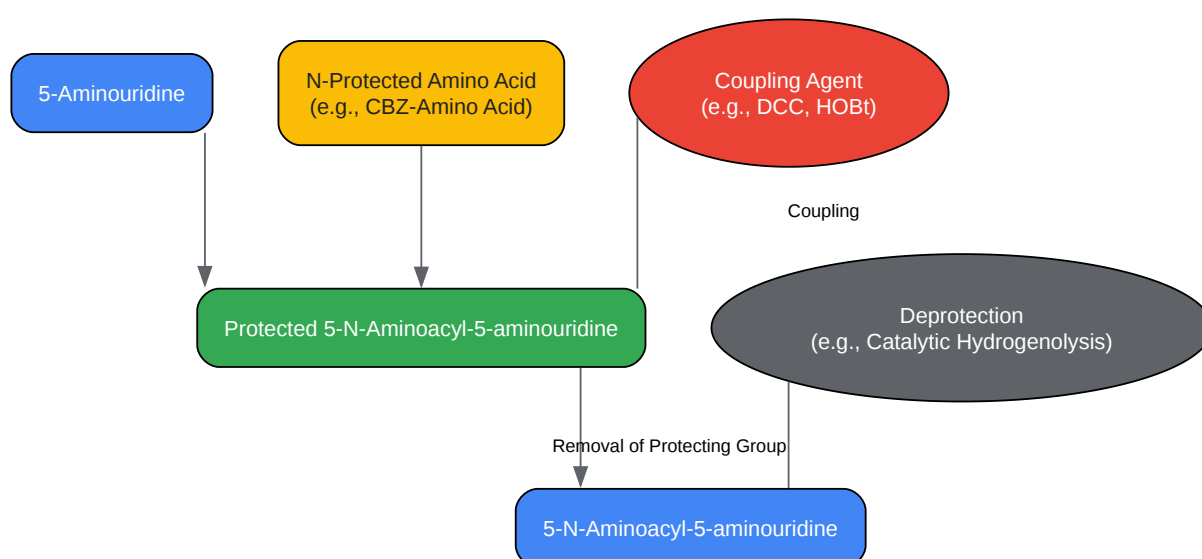 5-Aminouridine
N-Protected Amino Acid
(e.g., CBZ-Amino Acid)
Coupling Agent
(e.g., DCC, HOBt)
Coupling
Protected 5-N-Aminoacyl-5-aminouridine
Deprotection
(e.g., Catalytic Hydrogenolysis)
Removal of Protecting Group
5-N-Aminoacyl-5-aminouridine